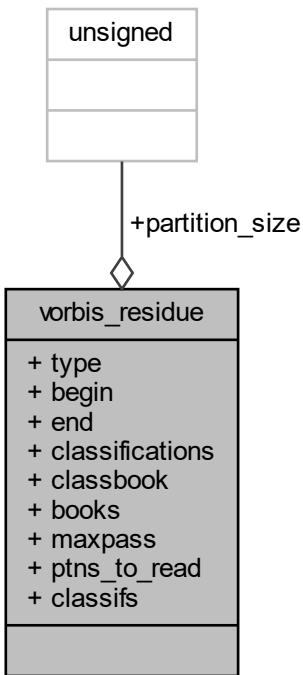 unsigned
+partition_size
vorbis_residue
+ type
+ begin
+ end
+ classifications
+ classbook
+ books
+ maxpass
+ ptns_to_read
+ classifs